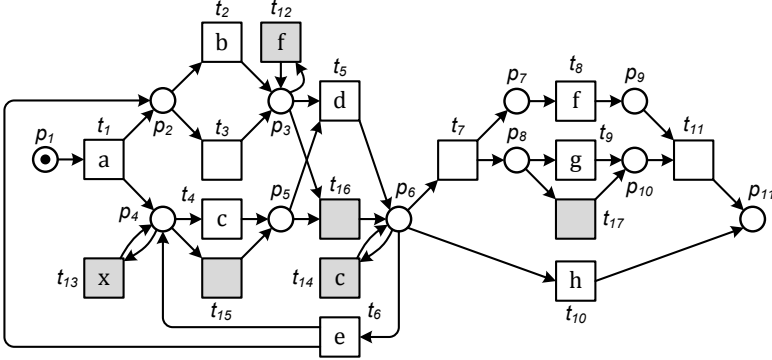 t2 t12
b f
t5
p7 t8 p9
t1 d f
p1 p2 t3 p3 t7 t9 t11
a p8 g
t4 p5 t16 p6 p10 p11
p4 c
t17
t13 x t14 c
t15 t6 h
e t10